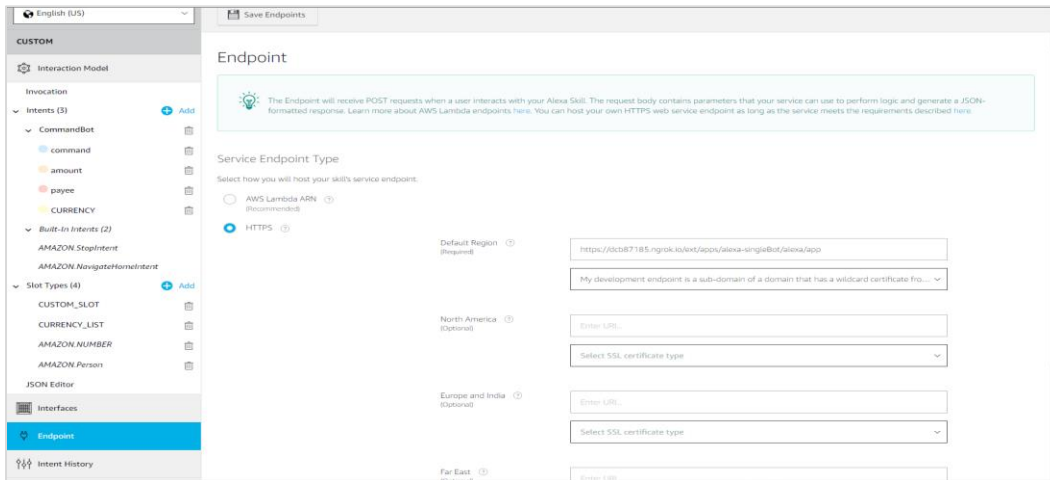 English (US)
Save Endpoints
CUSTOM
Interaction Model
Invocation
Intents (3)
Add
CommandBot
command
amount
payee
CURRENCY
Built-In Intents (2)
AMAZON.StopIntent
AMAZON.NavigateHomeIntent
Slot Types (4)
Add
CUSTOM_SLOT
CURRENCY_LIST
AMAZON.NUMBER
AMAZON.Person
JSON Editor
Interfaces
Endpoint
Intent History
Endpoint
The Endpoint will receive POST requests when a user interacts with your Alexa Skill. The request body contains parameters that your service can use to perform logic and generate a JSON-
formatted response. Learn more about AWS Lambda endpoints here. You can host your own HTTPS web service endpoint as long as the service meets the requirements described here.
Service Endpoint Type
Select how you will host your skill's service endpoint.
AWS Lambda ARN
(Recommended)
HTTPS
Default Region
(Required)
https://dcb87185.ngrok.io/ext/apps/alexa-singleBot/alexa/app
My development endpoint is a sub-domain of a domain that has a wildcard certificate fro...
North America
(Optional)
Enter URL...
Select SSL certificate type
Europe and India
(Optional)
Enter URL...
Select SSL certificate type
Far East
Enter URL